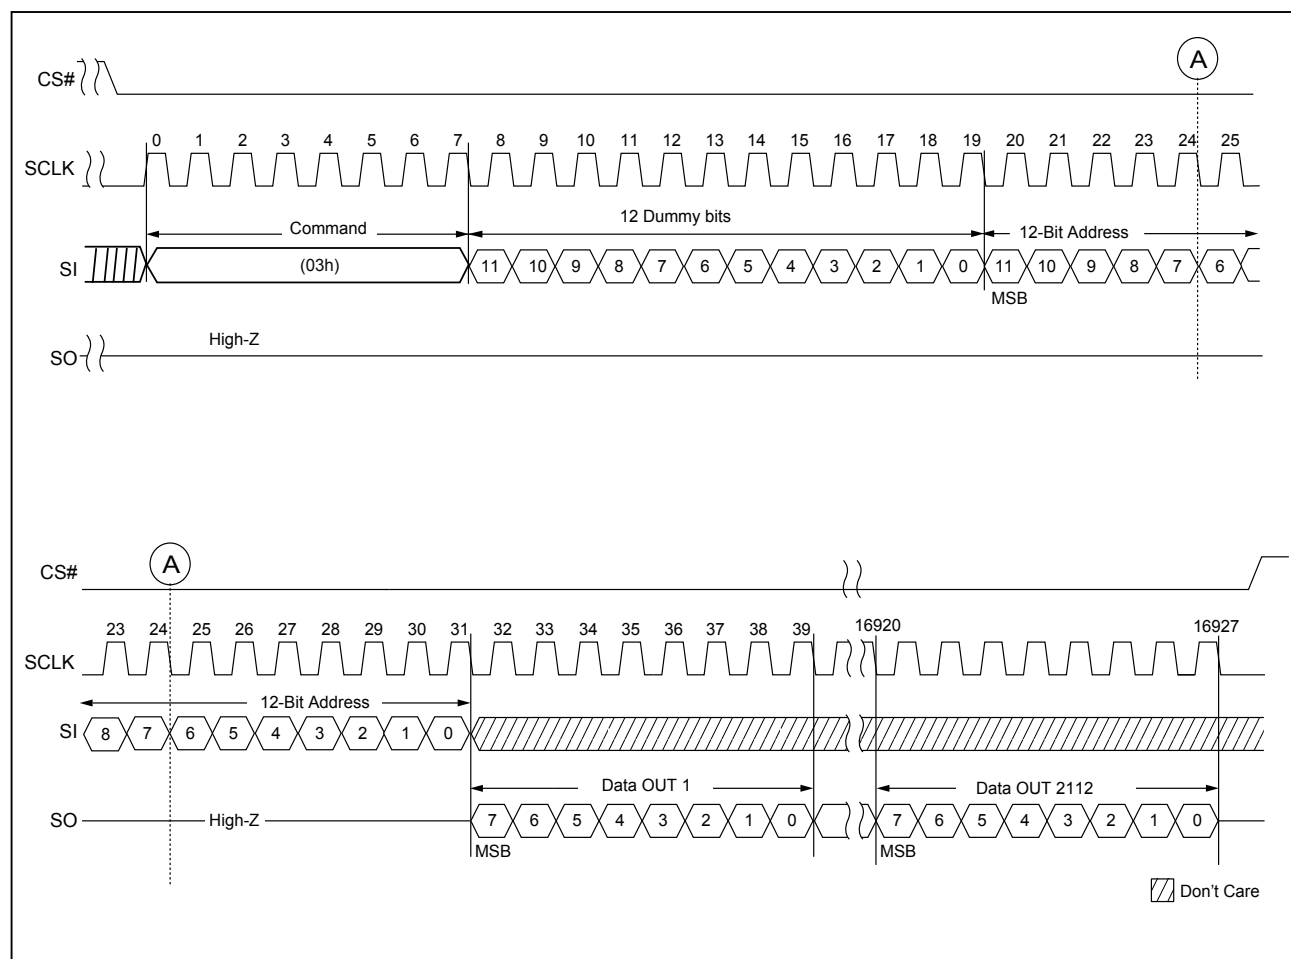 A
CS#
0 1 2 3 4 5 6 7 8 9 10 11 12 13 14 15 16 17 18 19 20 21 22 23 24 25
SCLK
Command 12 Dummy bits 12-Bit Address
SI (03h) 11 10 9 8 7 6 5 4 3 2 1 0 11 10 9 8 7 6
MSB
High-Z
SO
A
CS#
23 24 25 26 27 28 29 30 31 32 33 34 35 36 37 38 39 16920 16927
SCLK
12-Bit Address
SI 8 7 6 5 4 3 2 1 0
Data OUT 1 Data OUT 2112
SO High-Z 7 6 5 4 3 2 1 0 7 6 5 4 3 2 1 0
MSB MSB
Don't Care